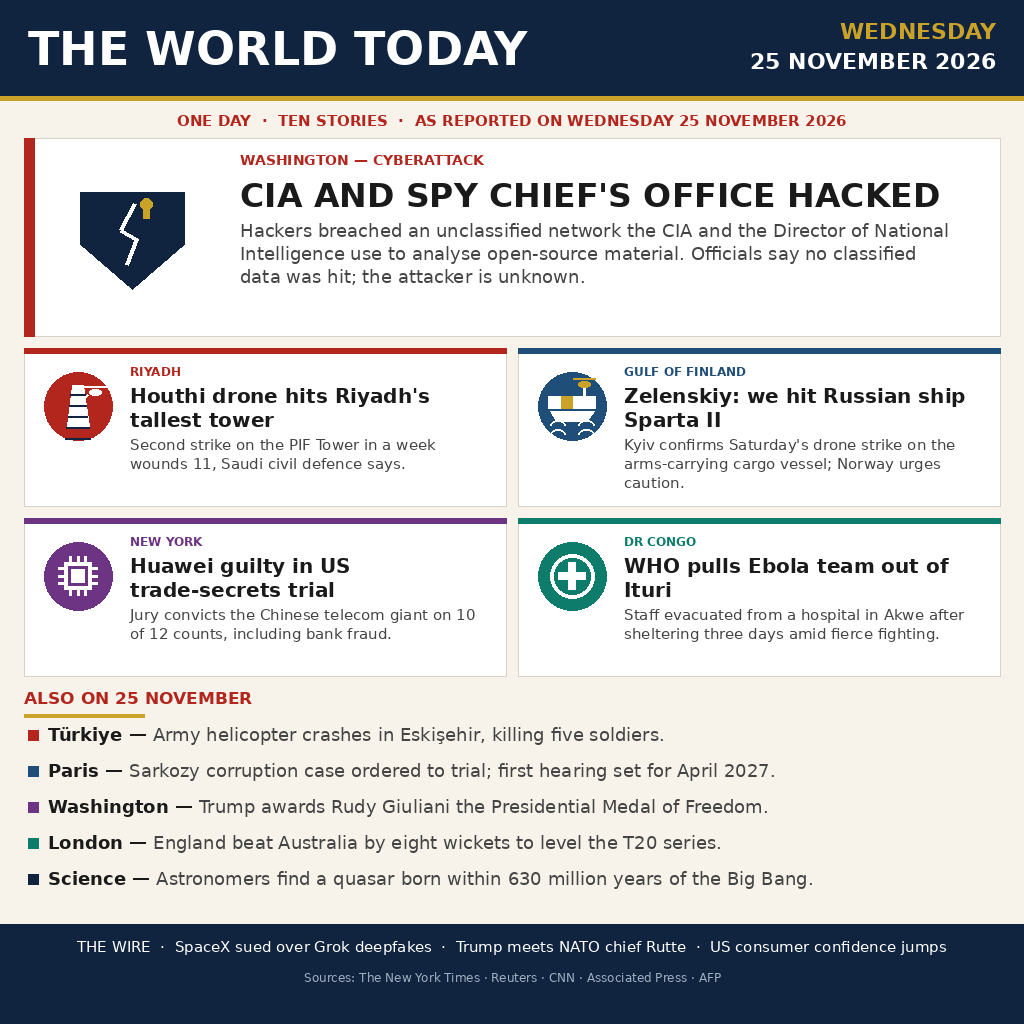 THE WORLD TODAY
WEDNESDAY
25 NOVEMBER 2026
ONE DAY · TEN STORIES · AS REPORTED ON WEDNESDAY 25 NOVEMBER 2026
WASHINGTON — CYBERATTACK
CIA AND SPY CHIEF'S OFFICE HACKED
Hackers breached an unclassified network the CIA and the Director of National
Intelligence use to analyse open-source material. Officials say no classified
data was hit; the attacker is unknown.
RIYADH
Houthi drone hits Riyadh's
tallest tower
Second strike on the PIF Tower in a week
wounds 11, Saudi civil defence says.
GULF OF FINLAND
Zelenskiy: we hit Russian ship
Sparta II
Kyiv confirms Saturday's drone strike on the
arms-carrying cargo vessel; Norway urges
caution.
NEW YORK
Huawei guilty in US
trade-secrets trial
Jury convicts the Chinese telecom giant on 10
of 12 counts, including bank fraud.
DR CONGO
WHO pulls Ebola team out of
Ituri
Staff evacuated from a hospital in Akwe after
sheltering three days amid fierce fighting.
ALSO ON 25 NOVEMBER
Türkiye — Army helicopter crashes in Eskişehir, killing five soldiers.
Paris — Sarkozy corruption case ordered to trial; first hearing set for April 2027.
Washington — Trump awards Rudy Giuliani the Presidential Medal of Freedom.
London — England beat Australia by eight wickets to level the T20 series.
Science — Astronomers find a quasar born within 630 million years of the Big Bang.
THE WIRE · SpaceX sued over Grok deepfakes · Trump meets NATO chief Rutte · US consumer confidence jumps
Sources: The New York Times · Reuters · CNN · Associated Press · AFP